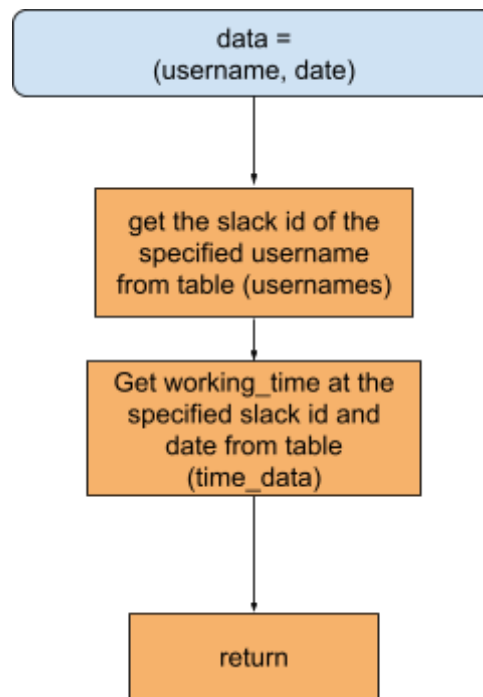 data =
(username, date)
get the slack id of the
specified username
from table (usernames)
Get working_time at the
specified slack id and
date from table
(time_data)
return